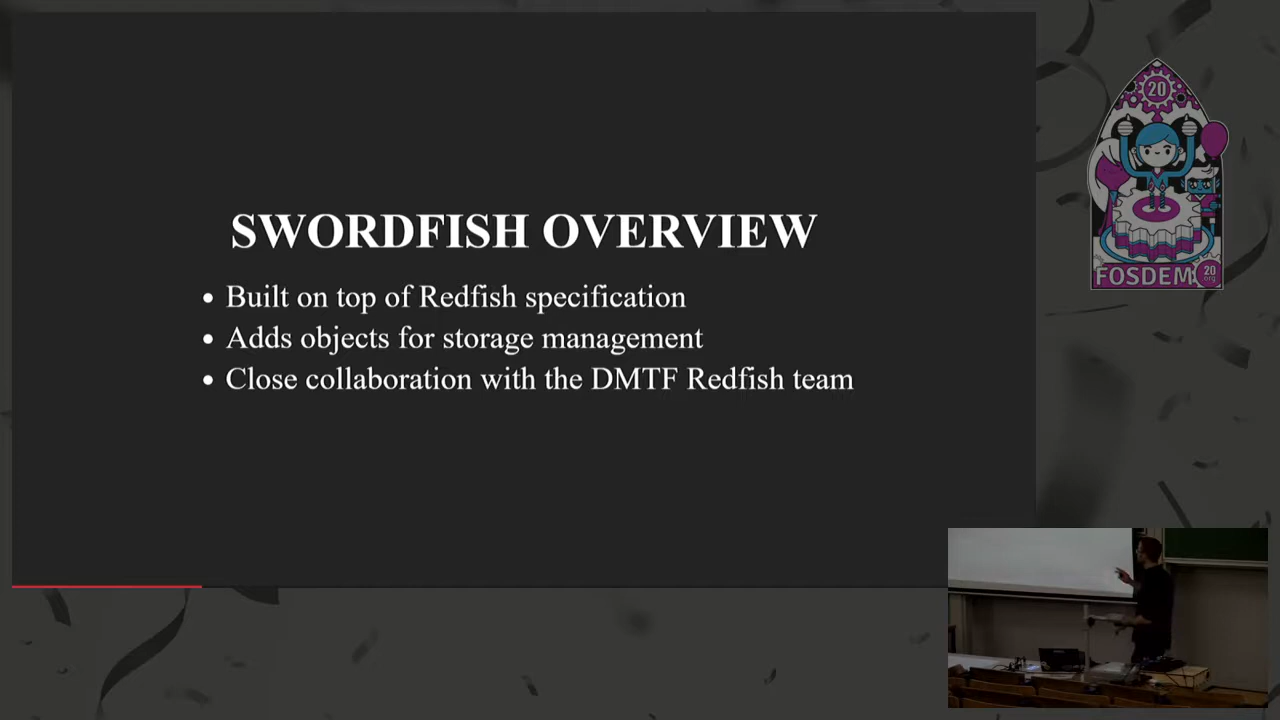 SWORDFISH OVERVIEW
Built on top of Redfish specification
Adds objects for storage management
Close collaboration with the DMTF Redfish team
20
FOSDEM
20
org